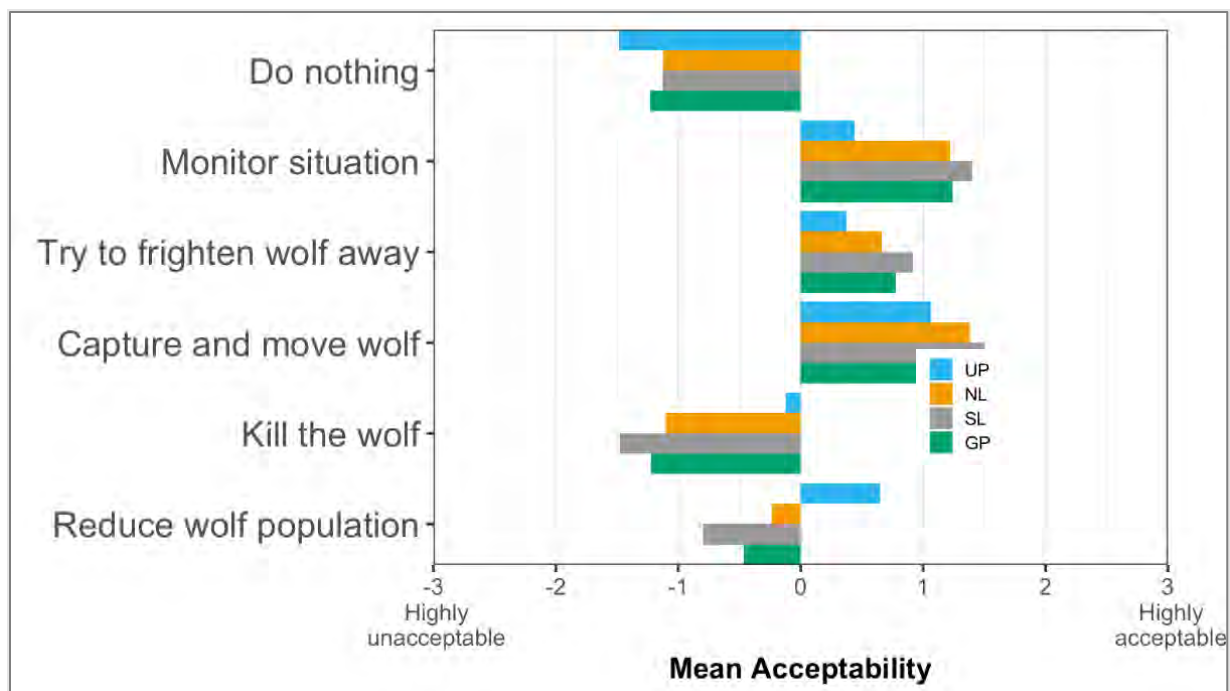 Do nothing
Monitor situation
Try to frighten wolf away
Capture and move wolf
Kill the wolf
Reduce wolf population
UP
NL
SL
GP
-3 -2 -1 0 1 2 3
Highly unacceptable
Highly acceptable
Mean Acceptability